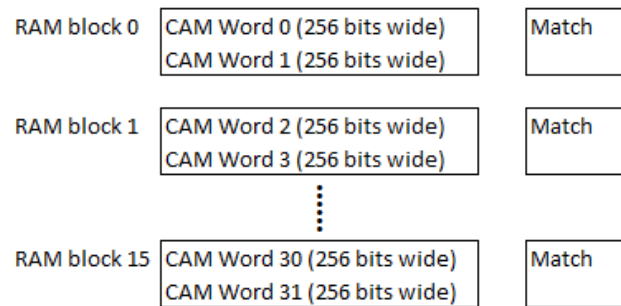 RAM block 0 CAM Word 0 (256 bits wide) Match
CAM Word 1 (256 bits wide)
RAM block 1 CAM Word 2 (256 bits wide) Match
CAM Word 3 (256 bits wide)
RAM block 15 CAM Word 30 (256 bits wide) Match
CAM Word 31 (256 bits wide)